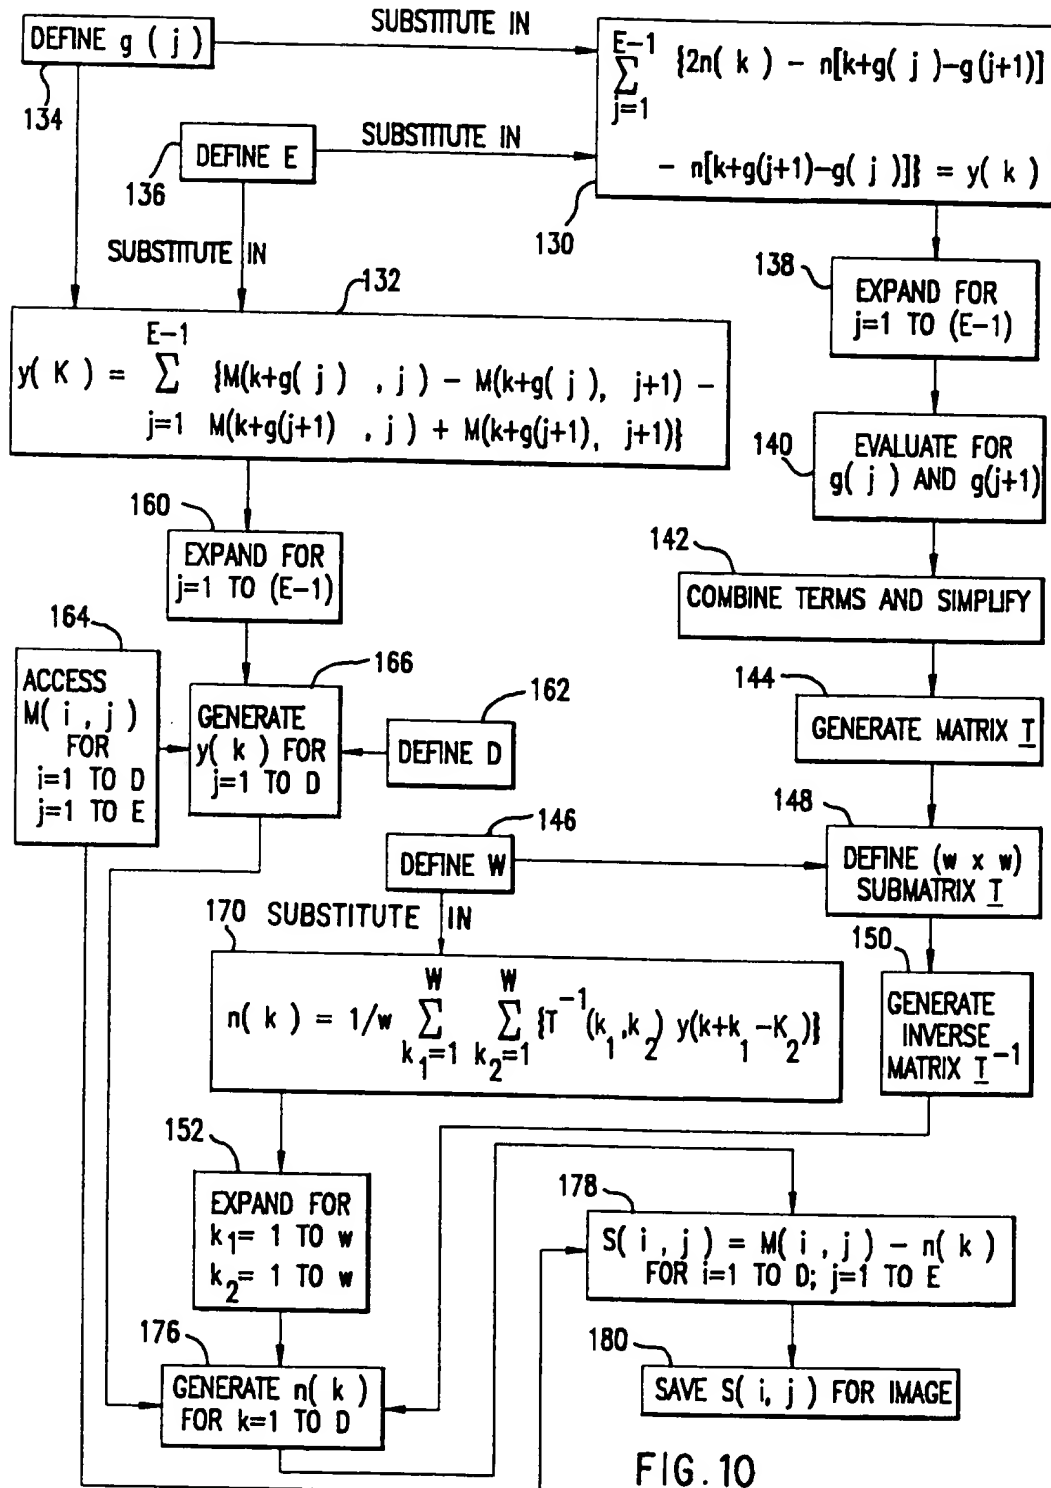 DEFINE g ( j )
134
SUBSTITUTE IN
E-1
∑ {2n( k ) - n[k+g( j )-g(j+1)]
j=1
- n[k+g(j+1)-g( j )]} = y( k )
130
DEFINE E
136
SUBSTITUTE IN
SUBSTITUTE IN
132
E-1
y( K ) = ∑ {M(k+g( j ) , j ) - M(k+g( j ), j+1) -
j=1 M(k+g(j+1) , j ) + M(k+g(j+1), j+1)}
138
EXPAND FOR
j=1 TO (E-1)
140
EVALUATE FOR
g( j ) AND g(j+1)
142
COMBINE TERMS AND SIMPLIFY
144
GENERATE MATRIX T
160
EXPAND FOR
j=1 TO (E-1)
164
ACCESS
M( i , j )
FOR
i=1 TO D
j=1 TO E
166
GENERATE
y( k ) FOR
j=1 TO D
162
DEFINE D
146
DEFINE W
148
DEFINE (w x w)
SUBMATRIX T
150
GENERATE
INVERSE
MATRIX T⁻¹
170 SUBSTITUTE IN
W W
n( k ) = 1/w ∑ ∑ {T⁻¹(k₁,k₂) y(k+k₁-K₂)}
k₁=1 k₂=1
152
EXPAND FOR
k₁= 1 TO w
k₂= 1 TO w
176
GENERATE n( k )
FOR k=1 TO D
178
S( i , j ) = M( i , j ) - n( k )
FOR i=1 TO D; j=1 TO E
180
SAVE S( i, j ) FOR IMAGE
FIG.10